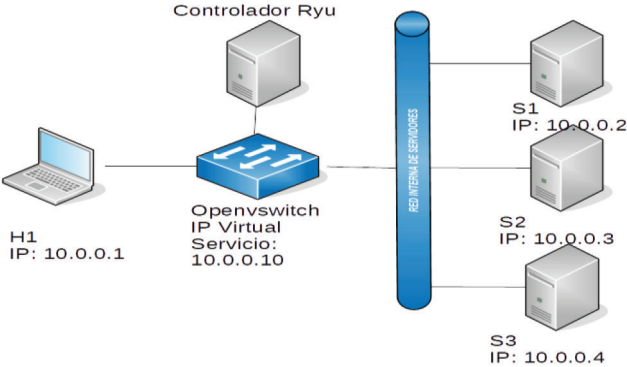 Controlador Ryu
RED INTERNA DE SERVIDORES
S1
IP: 10.0.0.2
Openvswitch
IP Virtual
Servicio:
10.0.0.10
H1
IP: 10.0.0.1
S2
IP: 10.0.0.3
S3
IP: 10.0.0.4